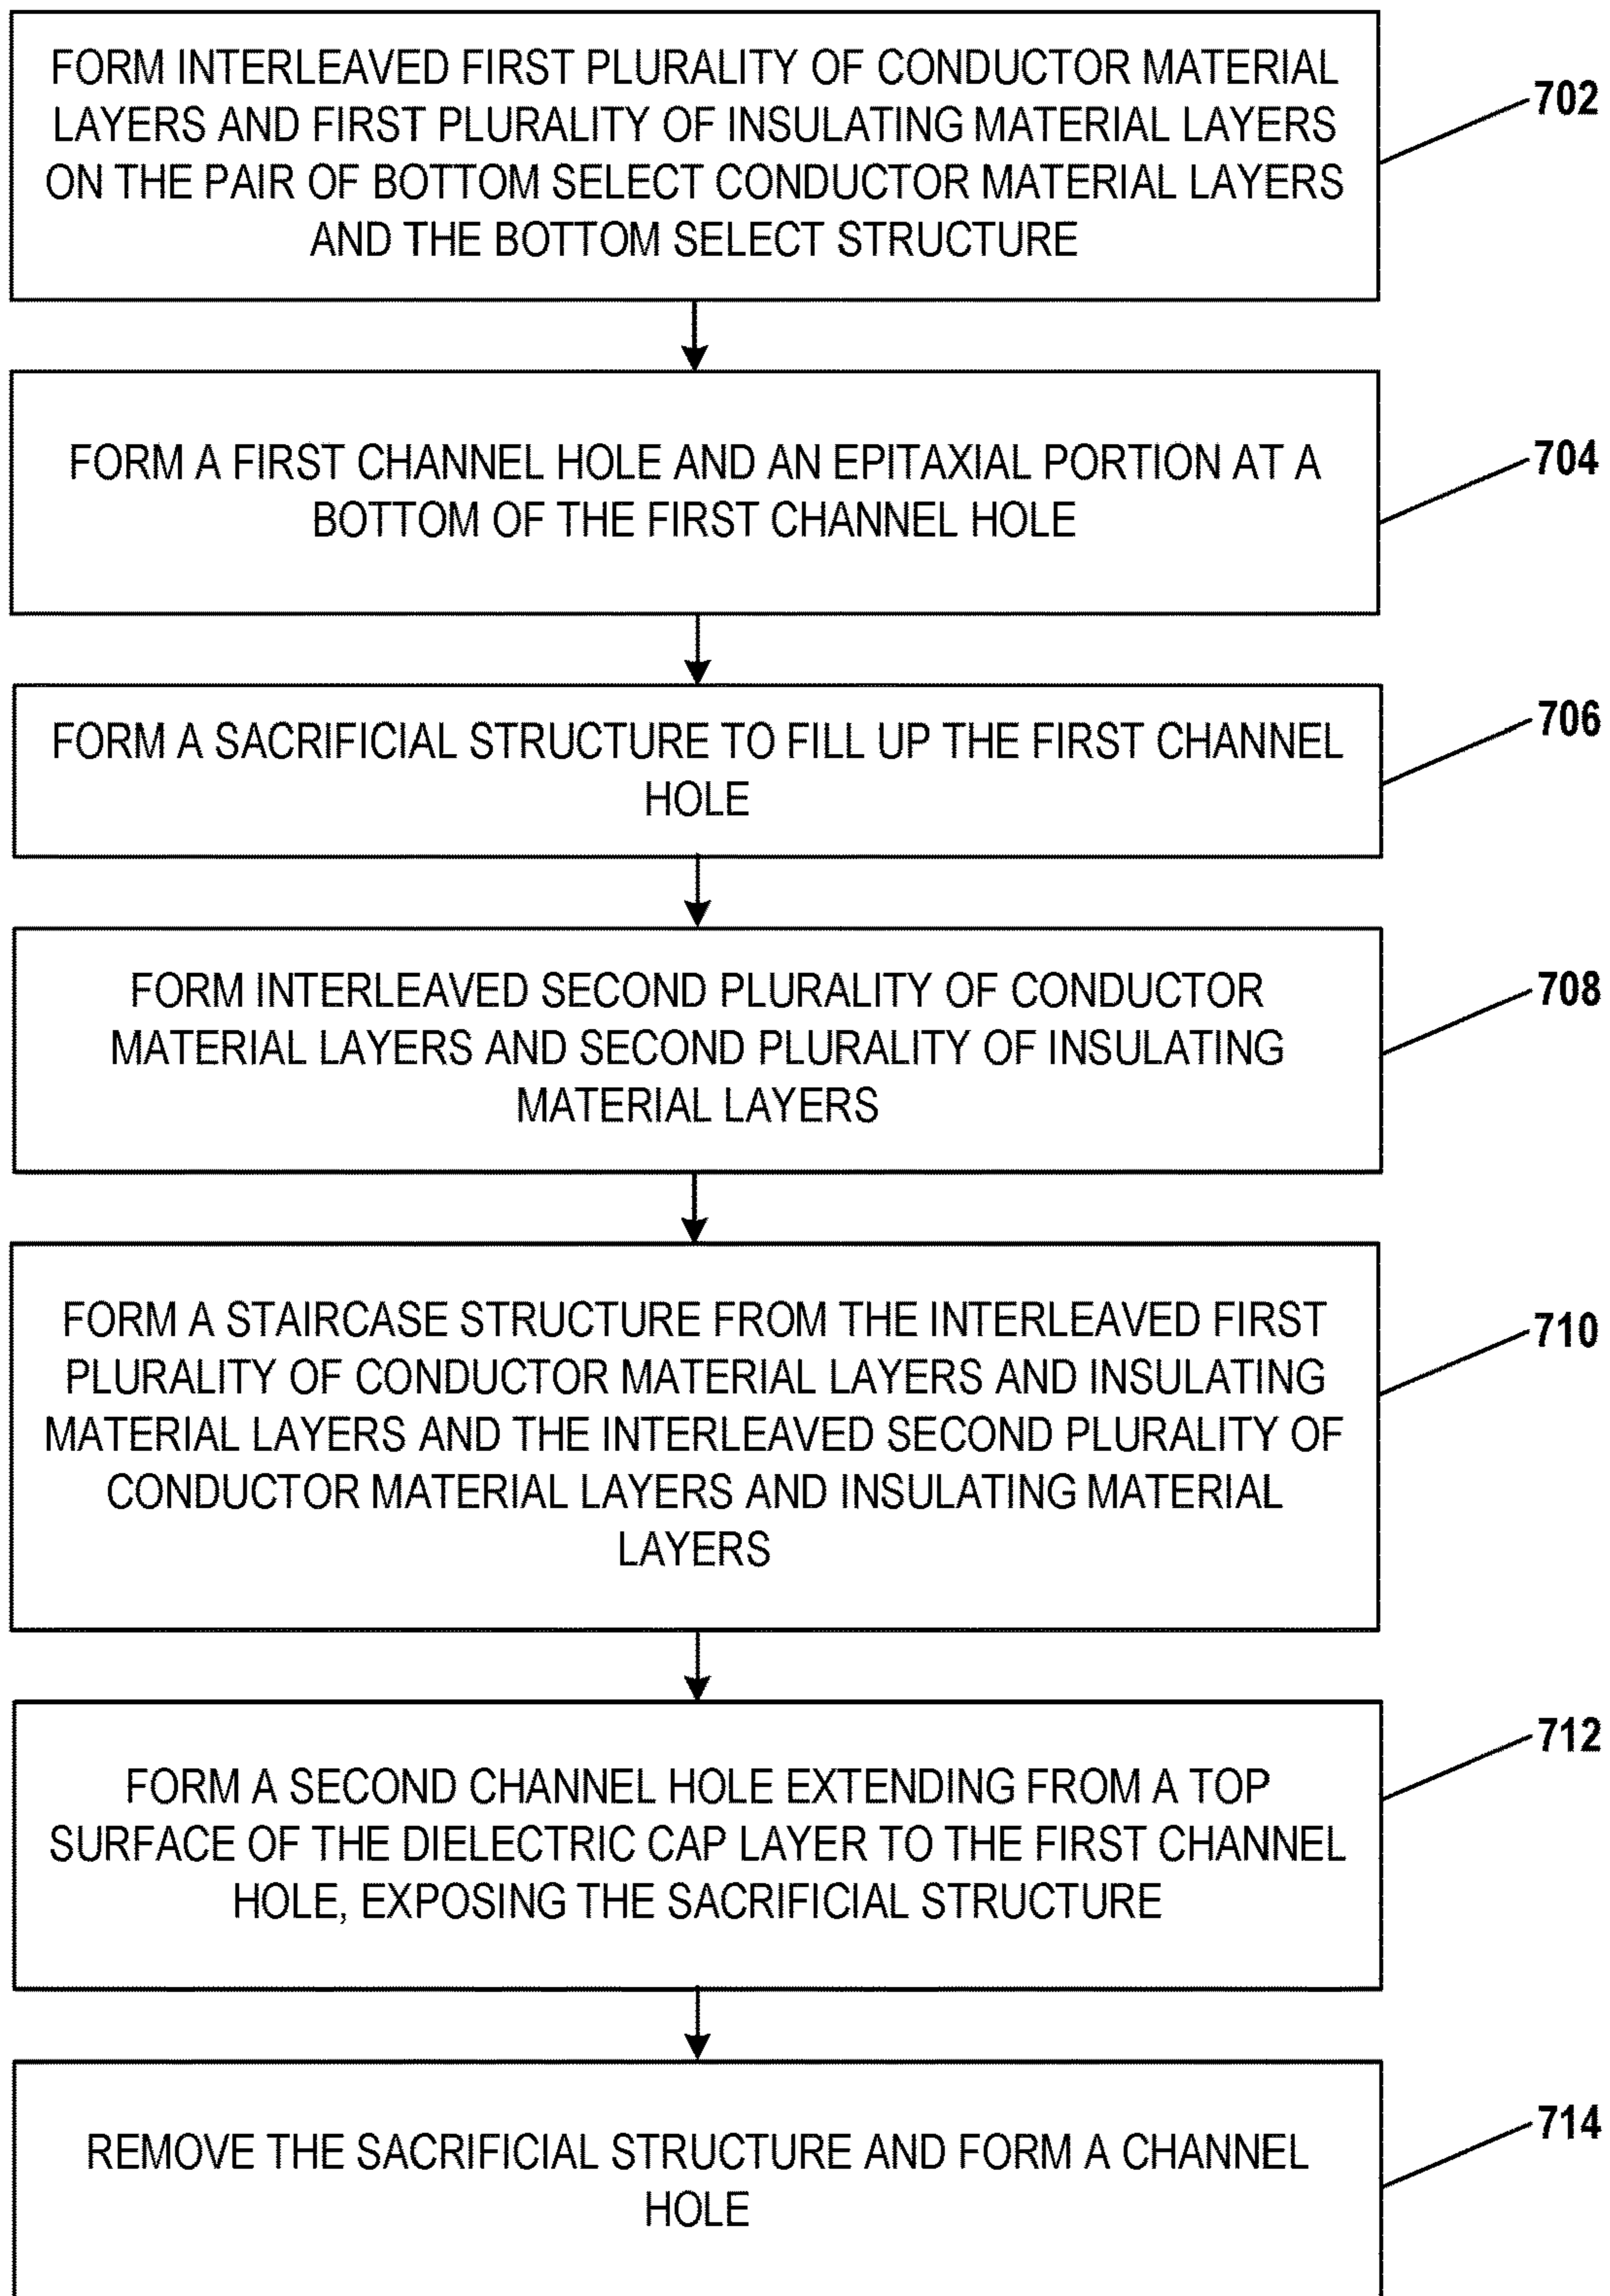 FORM INTERLEAVED FIRST PLURALITY OF CONDUCTOR MATERIAL
LAYERS AND FIRST PLURALITY OF INSULATING MATERIAL LAYERS
ON THE PAIR OF BOTTOM SELECT CONDUCTOR MATERIAL LAYERS
AND THE BOTTOM SELECT STRUCTURE
702
FORM A FIRST CHANNEL HOLE AND AN EPITAXIAL PORTION AT A
BOTTOM OF THE FIRST CHANNEL HOLE
704
FORM A SACRIFICIAL STRUCTURE TO FILL UP THE FIRST CHANNEL
HOLE
706
FORM INTERLEAVED SECOND PLURALITY OF CONDUCTOR
MATERIAL LAYERS AND SECOND PLURALITY OF INSULATING
MATERIAL LAYERS
708
FORM A STAIRCASE STRUCTURE FROM THE INTERLEAVED FIRST
PLURALITY OF CONDUCTOR MATERIAL LAYERS AND INSULATING
MATERIAL LAYERS AND THE INTERLEAVED SECOND PLURALITY OF
CONDUCTOR MATERIAL LAYERS AND INSULATING MATERIAL
LAYERS
710
FORM A SECOND CHANNEL HOLE EXTENDING FROM A TOP
SURFACE OF THE DIELECTRIC CAP LAYER TO THE FIRST CHANNEL
HOLE, EXPOSING THE SACRIFICIAL STRUCTURE
712
REMOVE THE SACRIFICIAL STRUCTURE AND FORM A CHANNEL
HOLE
714